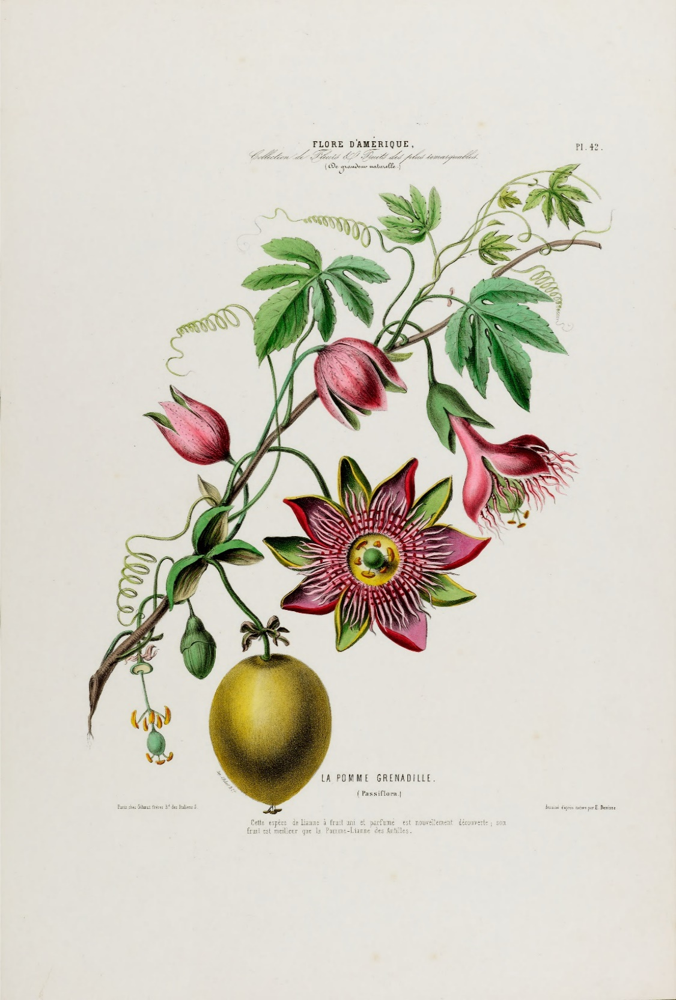 FLORE D'AMÉRIQUE,
Pl. 42.
Collection de Fleurs & Fruits des plus remarquables.
(De grandeur naturelle.)
LA POMME GRENADILLE.
(Passiflora.)
Paris chez Gihaut frères Bd des Italiens 5.
dessiné d'après nature par E. Denisse
Cette espèce de Lianne à fruit uni et parfumé est nouvellement découverte; son
fruit est meilleur que la Pomme-Lianne des Antilles.